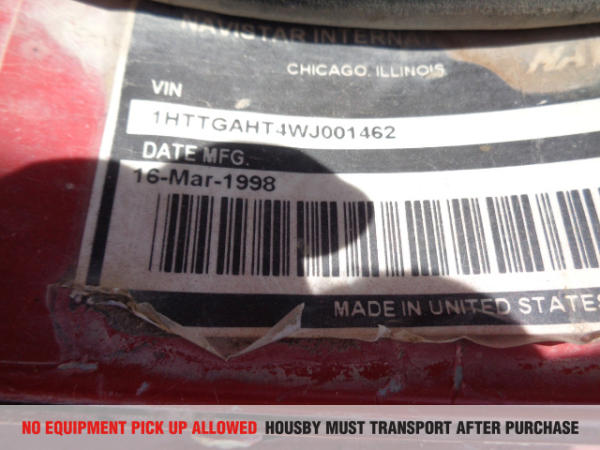 NAVISTAR
CHICAGO, ILLINOIS
VIN
1HTTGAHT4WJ001462
DATE MFG.
16-Mar-1998
MADE IN UNITED STATES
NO EQUIPMENT PICK UP ALLOWED HOUSBY MUST TRANSPORT AFTER PURCHASE